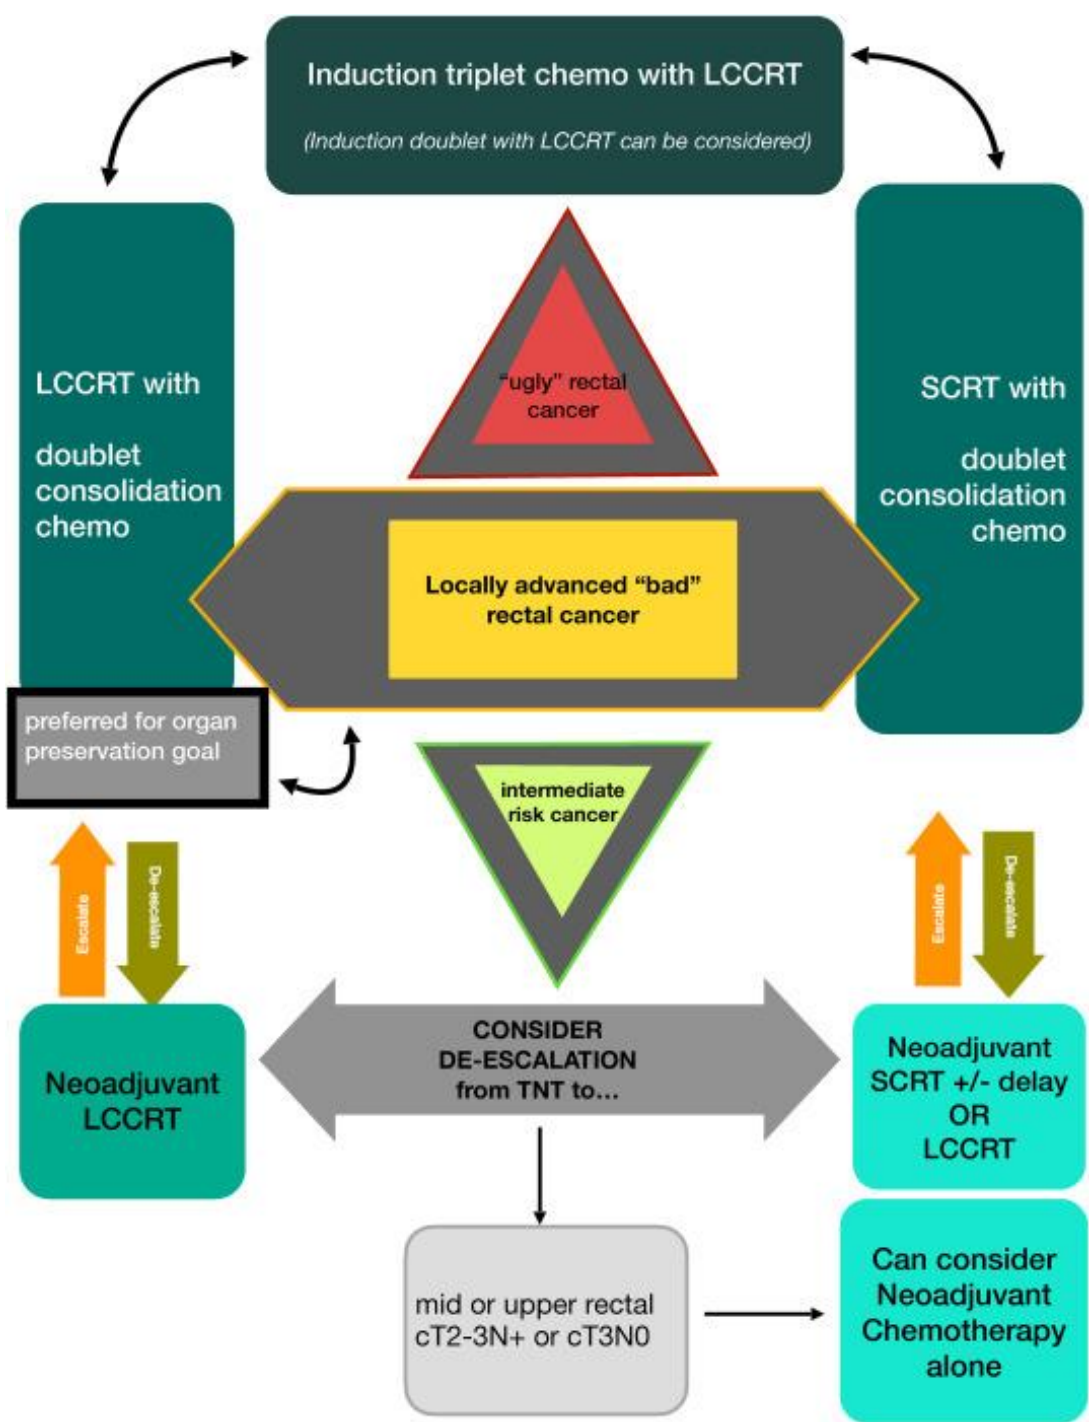 Induction triplet chemo with LCCRT
(Induction doublet with LCCRT can be considered)
LCCRT with
doublet
consolidation
chemo
SCRT with
doublet
consolidation
chemo
"ugly" rectal
cancer
Locally advanced "bad"
rectal cancer
preferred for organ
preservation goal
intermediate
risk cancer
Escalate
De-escalate
Escalate
De-escalate
Neoadjuvant
LCCRT
CONSIDER
DE-ESCALATION
from TNT to...
Neoadjuvant
SCRT +/- delay
OR
LCCRT
mid or upper rectal
cT2-3N+ or cT3N0
Can consider
Neoadjuvant
Chemotherapy
alone